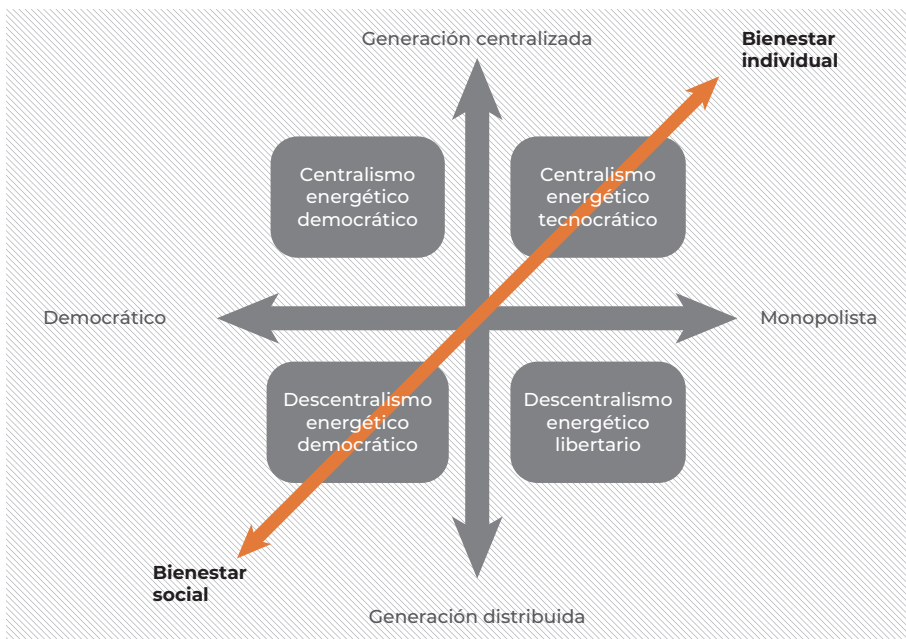 Generación centralizada
Bienestar
individual
Centralismo
energético
democrático
Centralismo
energético
tecnocrático
Democrático
Monopolista
Descentralismo
energético
democrático
Descentralismo
energético
libertario
Bienestar
social
Generación distribuida